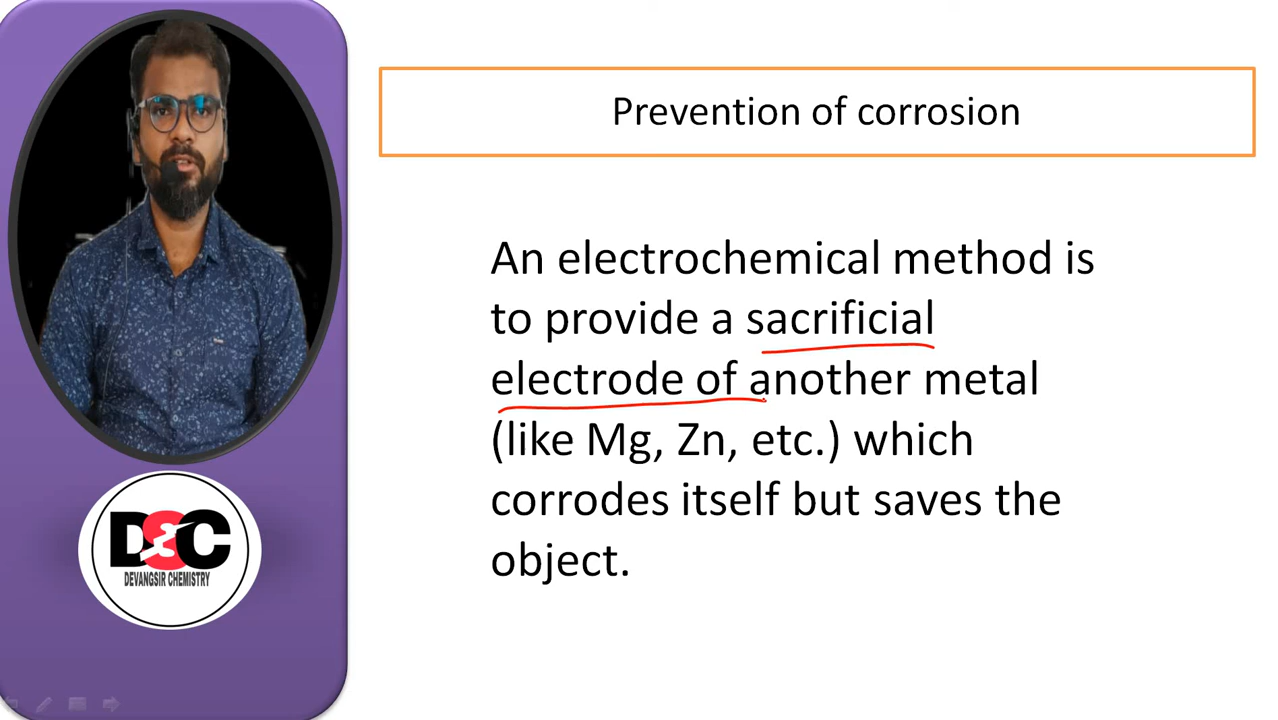 Prevention of corrosion
An electrochemical method is
to provide a sacrificial
electrode of another metal
(like Mg, Zn, etc.) which
corrodes itself but saves the
object.
DSC
DEVANGSIR CHEMISTRY